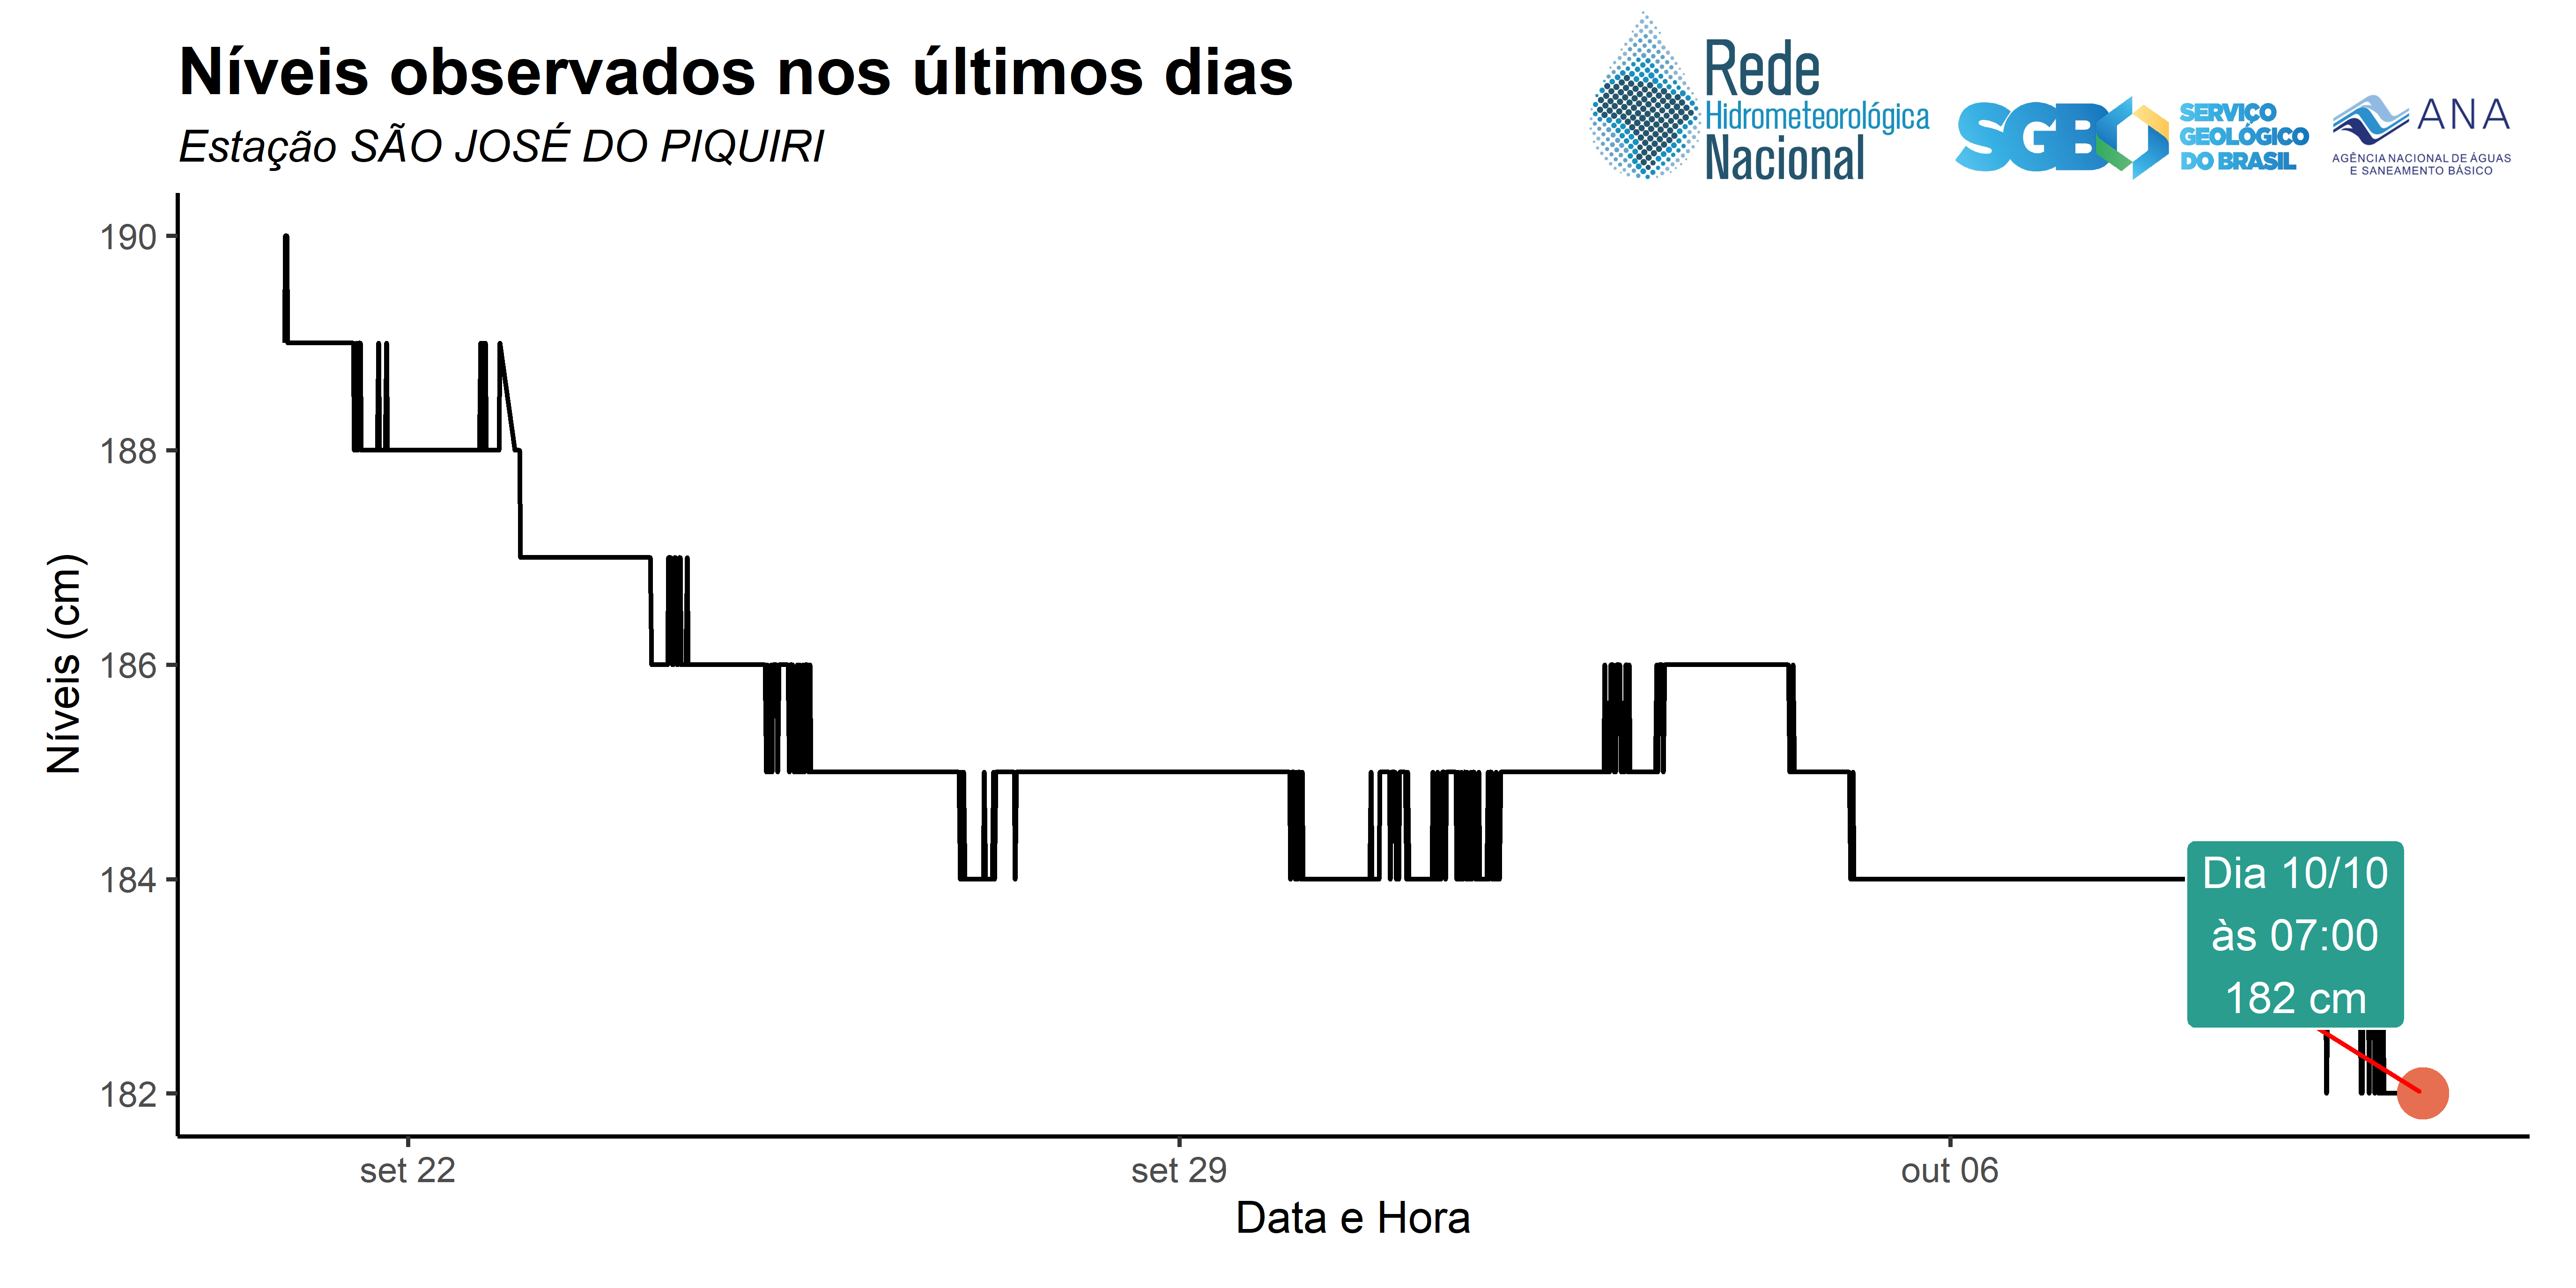 Níveis observados nos últimos dias
Estação SÃO JOSÉ DO PIQUIRI
Rede
Hidrometeorológica
Nacional
SGB
SERVIÇO
GEOLÓGICO
DO BRASIL
ANA
AGÊNCIA NACIONAL DE ÁGUAS
E SANEAMENTO BÁSICO
Níveis (cm)
190
188
186
184
182
Dia 10/10
às 07:00
182 cm
set 22
set 29
out 06
Data e Hora